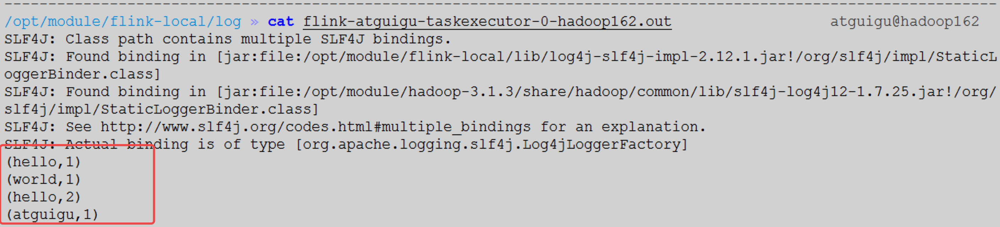 /opt/module/flink-local/log » cat flink-atguigu-taskexecutor-0-hadoop162.out atguigu@hadoop162
SLF4J: Class path contains multiple SLF4J bindings.
SLF4J: Found binding in [jar:file:/opt/module/flink-local/lib/log4j-slf4j-impl-2.12.1.jar!/org/slf4j/impl/StaticL
oggerBinder.class]
SLF4J: Found binding in [jar:file:/opt/module/hadoop-3.1.3/share/hadoop/common/lib/slf4j-log4j12-1.7.25.jar!/org/
slf4j/impl/StaticLoggerBinder.class]
SLF4J: See http://www.slf4j.org/codes.html#multiple_bindings for an explanation.
SLF4J: Actual binding is of type [org.apache.logging.slf4j.Log4jLoggerFactory]
(hello,1)
(world,1)
(hello,2)
(atguigu,1)